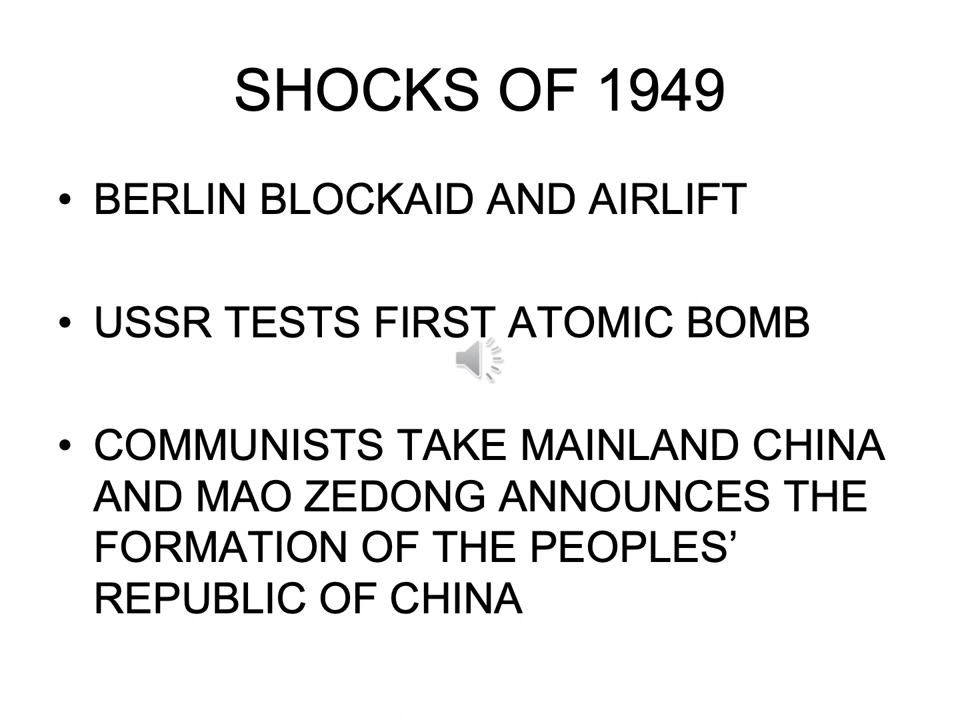 SHOCKS OF 1949
• BERLIN BLOCKAID AND AIRLIFT
• USSR TESTS FIRST ATOMIC BOMB
• COMMUNISTS TAKE MAINLAND CHINA
AND MAO ZEDONG ANNOUNCES THE
FORMATION OF THE PEOPLES’
REPUBLIC OF CHINA